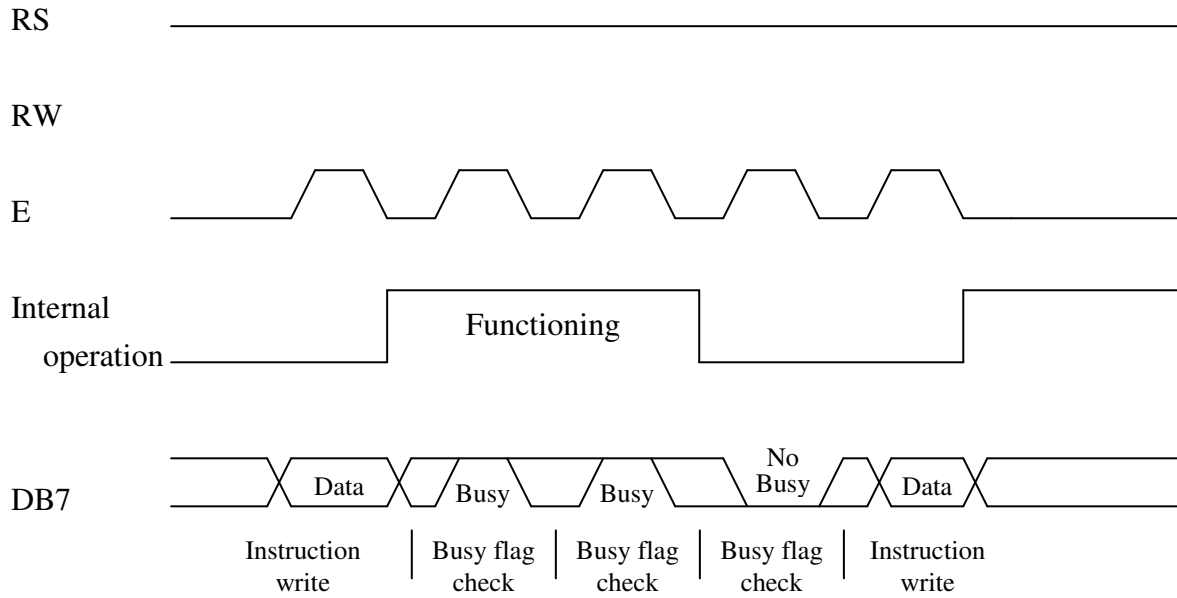 RS
RW
E
Internal
operation
Functioning
DB7
Data
Busy
Busy
No
Busy
Data
Instruction
write
Busy flag
check
Busy flag
check
Busy flag
check
Instruction
write